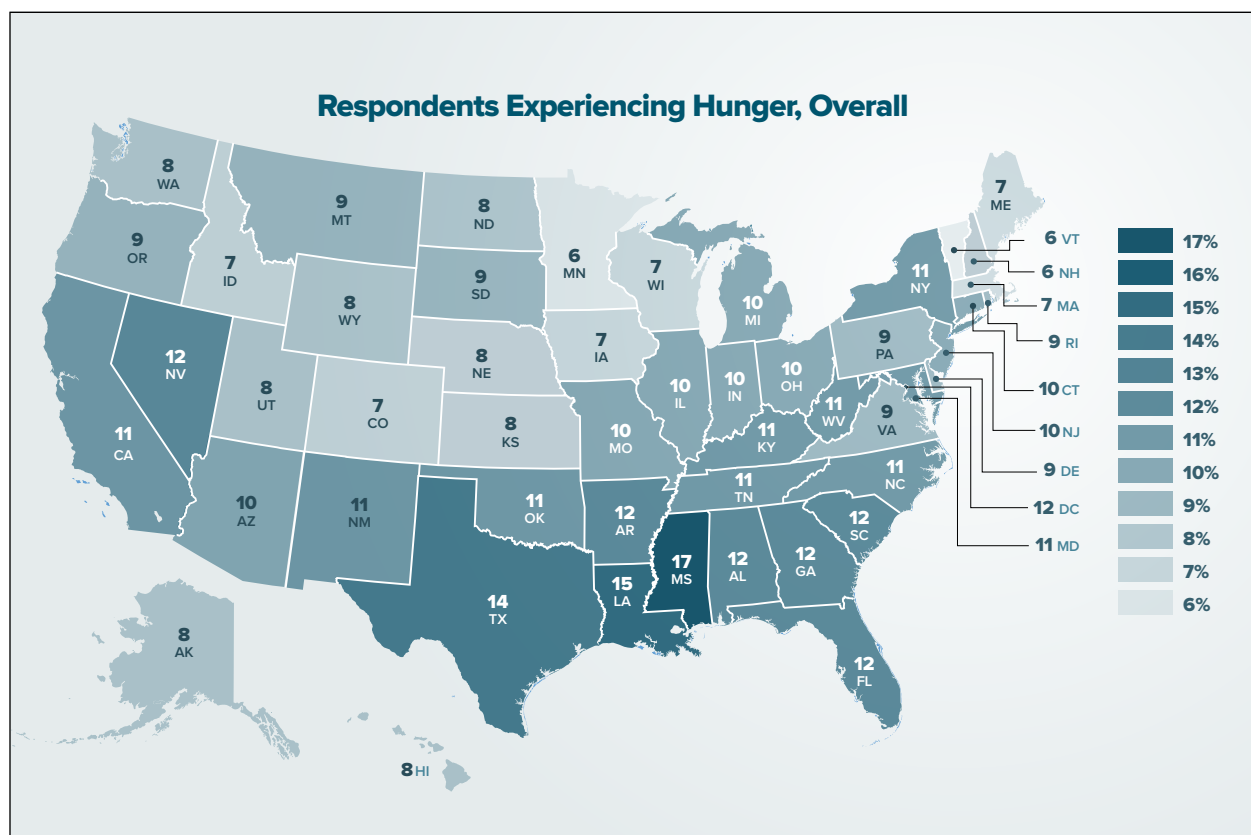 Respondents Experiencing Hunger, Overall
8
WA
9
OR
7
ID
9
MT
8
ND
6
MN
7
WI
10
MI
11
NY
7
ME
6 VT
6 NH
7 MA
9 RI
10 CT
10 NJ
9 DE
12 DC
11 MD
9
SD
8
WY
8
NE
7
IA
12
NV
8
UT
7
CO
8
KS
10
MO
10
IL
10
IN
10
OH
9
PA
11
WV
9
VA
11
KY
11
CA
10
AZ
11
NM
11
OK
12
AR
11
TN
11
NC
12
SC
17
MS
12
AL
12
GA
15
LA
14
TX
12
FL
8
AK
8 HI
17%
16%
15%
14%
13%
12%
11%
10%
9%
8%
7%
6%